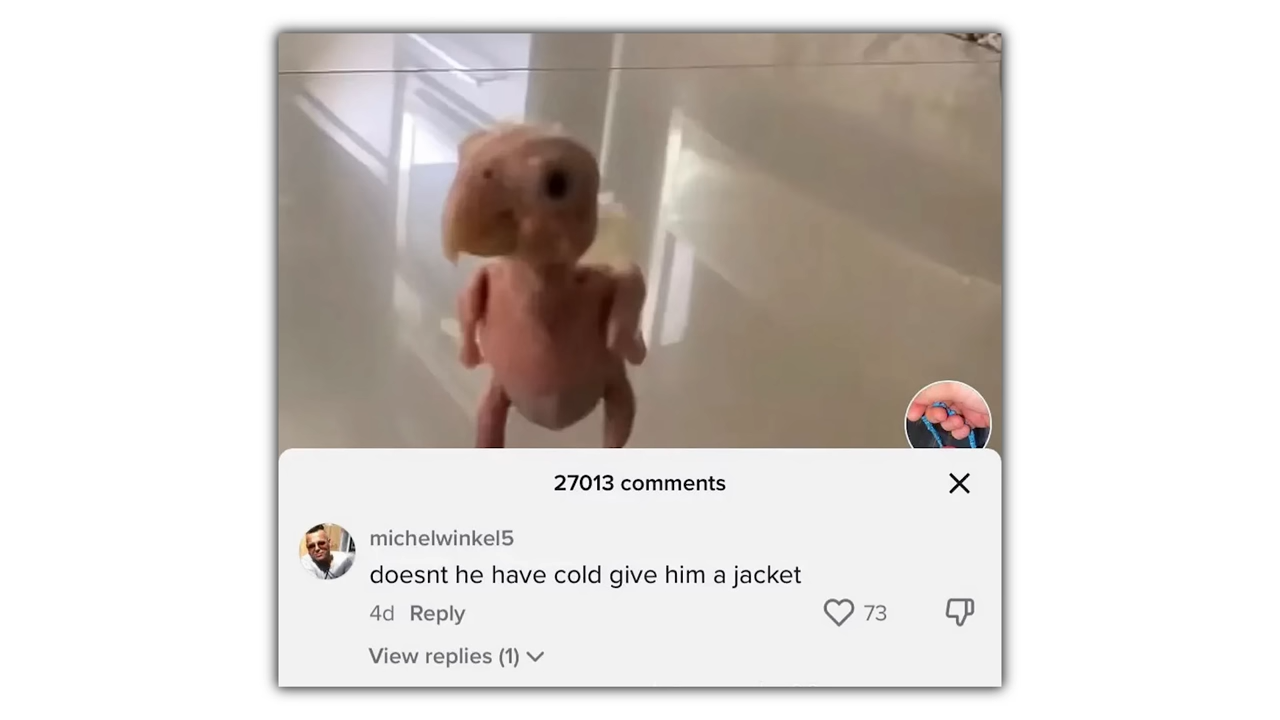 27013 comments
michelwinkel5
doesnt he have cold give him a jacket
4d Reply
73
View replies (1)